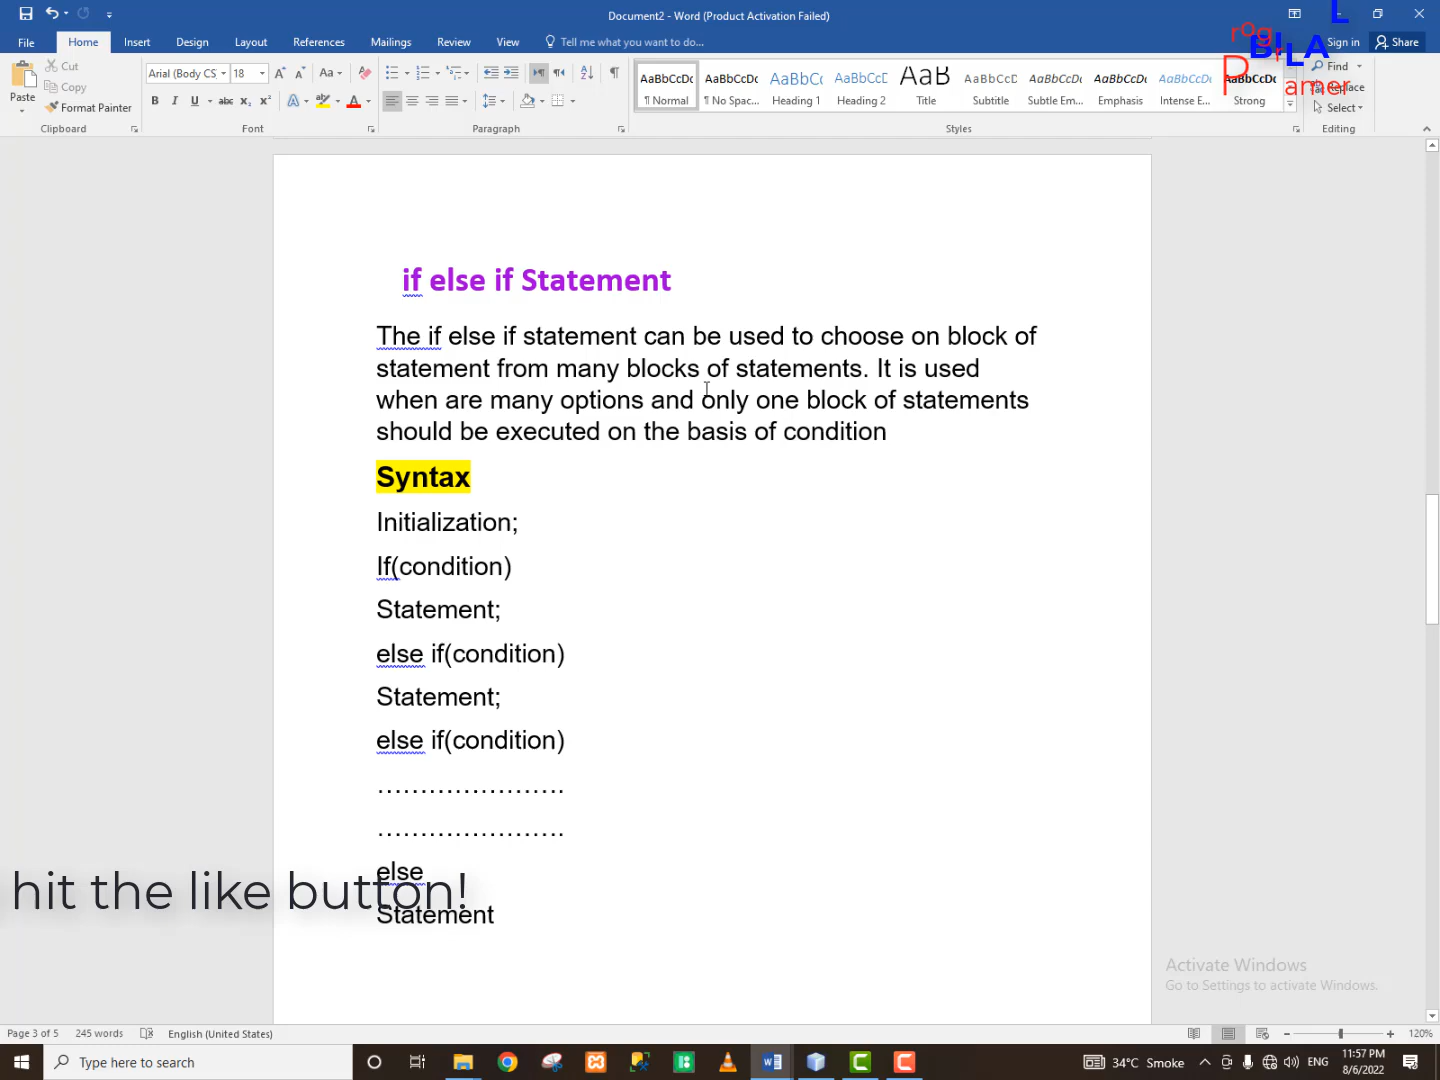 Document2 - Word (Product Activation Failed)
File Home Insert Design Layout References Mailings Review View Tell me what you want to do... Sign in Share
Cut
Copy
Format Painter
Paste
Clipboard
Arial (Body CS) 18
Font
Paragraph
AaBbCcDc AaBbCcDc AaBbC( AaBbCcD AaB AaBbCcD AaBbCcDc AaBbCcDc AaBbCcDc AaBbCcDc
¶ Normal ¶ No Spac... Heading 1 Heading 2 Title Subtitle Subtle Em... Emphasis Intense E... Strong
Styles
Find
Replace
Select
Editing
BILLAL
Programer
if else if Statement
The if else if statement can be used to choose on block of
statement from many blocks of statements. It is used
when are many options and only one block of statements
should be executed on the basis of condition
Syntax
Initialization;
If(condition)
Statement;
else if(condition)
Statement;
else if(condition)
…………………….
…………………….
else
hit the like button!
Statement
Activate Windows
Go to Settings to activate Windows.
Page 3 of 5 245 words English (United States) 120%
Type here to search
34°C Smoke ENG 11:57 PM
8/6/2022